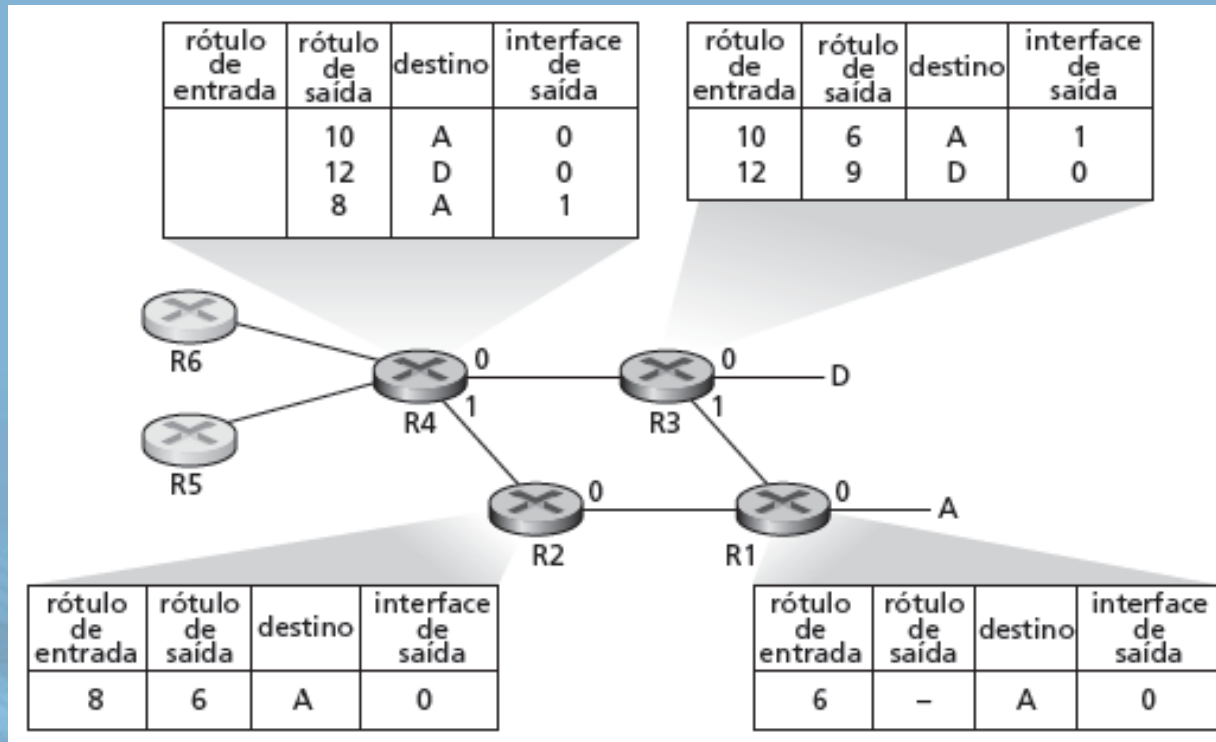 rótulo de entrada rótulo de saída destino interface de saída
10 A 0
12 D 0
8 A 1
rótulo de entrada rótulo de saída destino interface de saída
10 6 A 1
12 9 D 0
R6
R5
0
1
R4
0
1
R3
D
0
R2
0
R1
A
rótulo de entrada rótulo de saída destino interface de saída
8 6 A 0
rótulo de entrada rótulo de saída destino interface de saída
6 – A 0